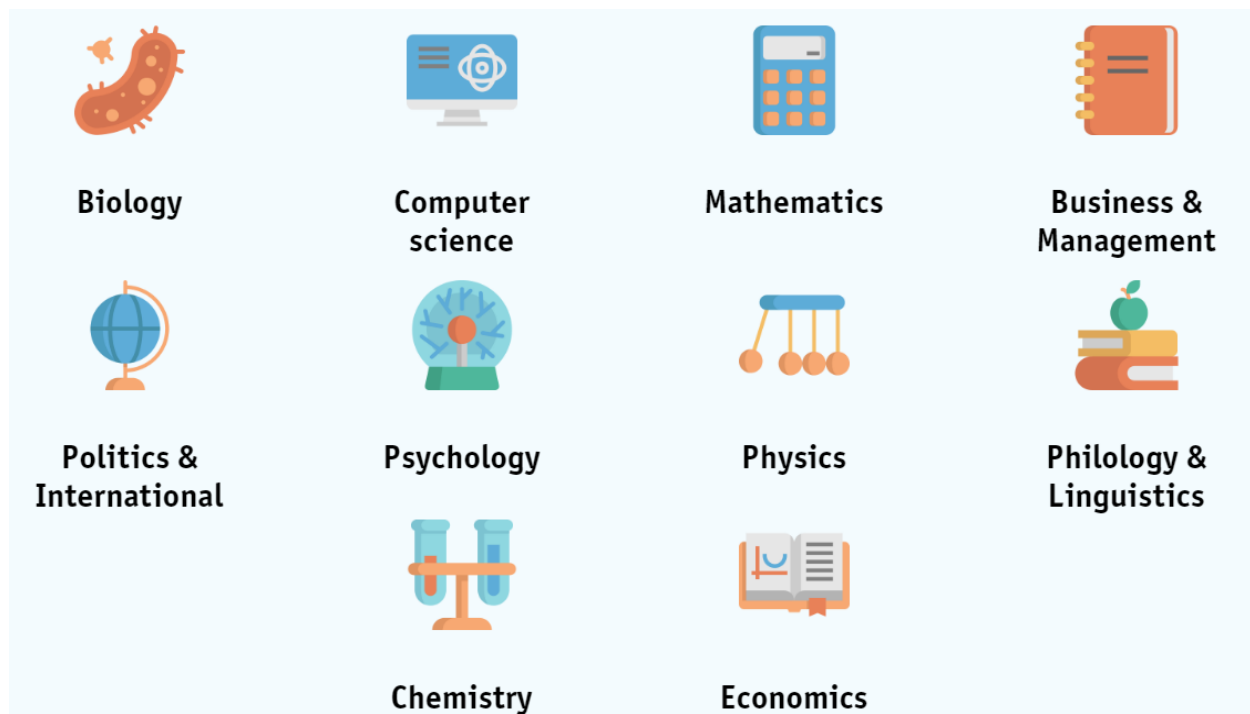 Biology
Computer
science
Mathematics
Business &
Management
Politics &
International
Psychology
Physics
Philology &
Linguistics
Chemistry
Economics